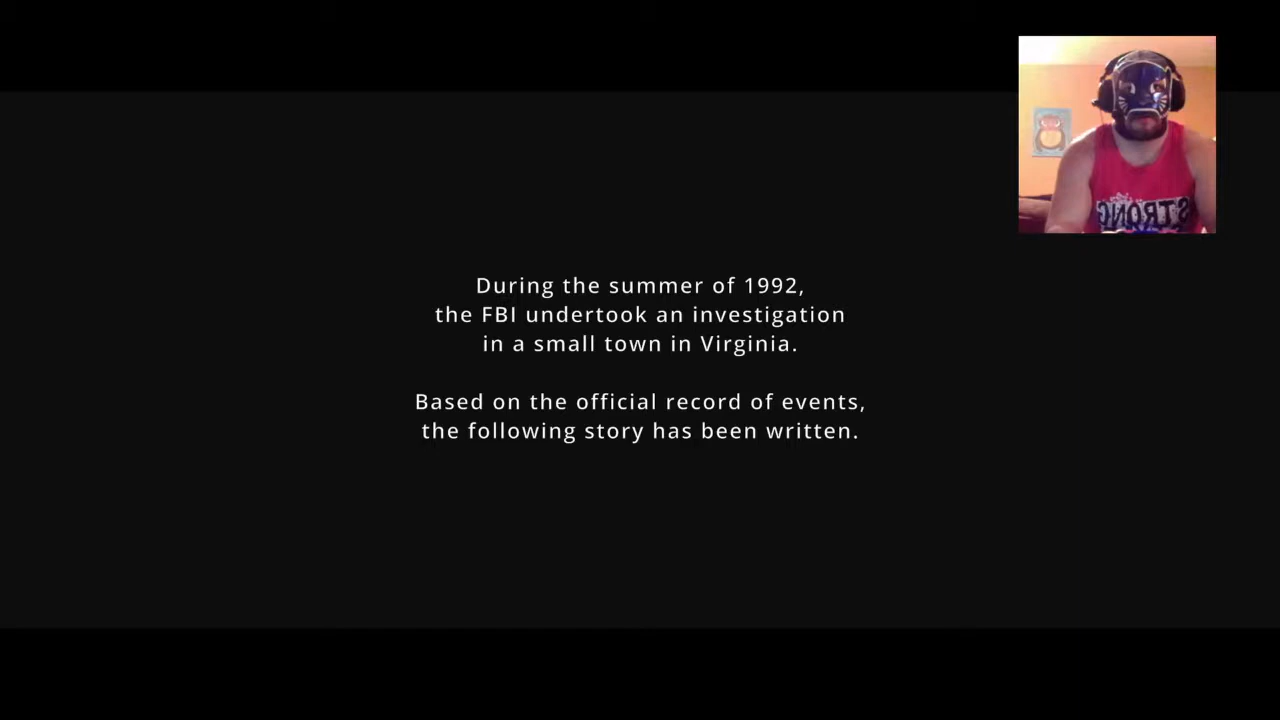 During the summer of 1992,
the FBI undertook an investigation
in a small town in Virginia.
Based on the official record of events,
the following story has been written.
STRONG